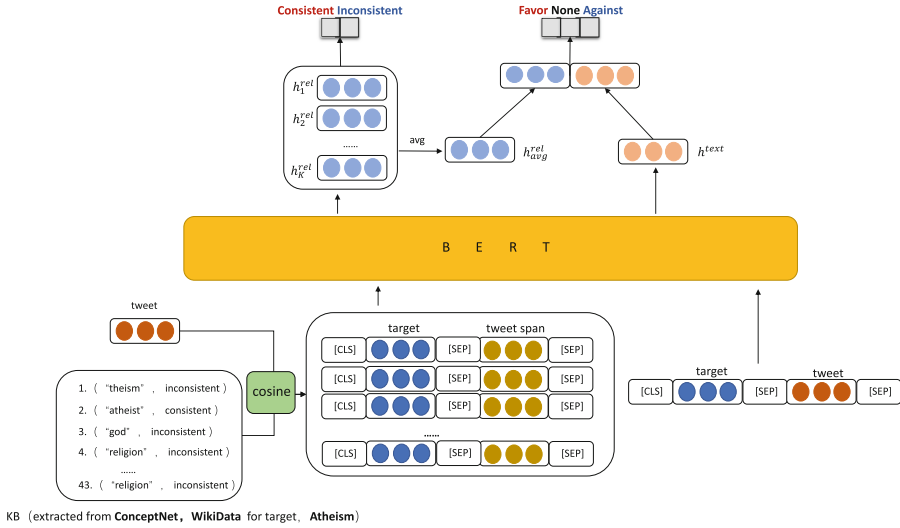 Consistent Inconsistent
Favor None Against
h_1^{rel}
h_2^{rel}
......
h_K^{rel}
avg
h_{avg}^{rel}
h^{text}
B E R T
tweet
target tweet span
[CLS] [SEP] [SEP]
[CLS] [SEP] [SEP]
[CLS] [SEP] [SEP]
......
[CLS] [SEP] [SEP]
target tweet
[CLS] [SEP] [SEP]
1. ( "theism" , inconsistent )
2. ( "atheist" , consistent )
3. ( "god" , inconsistent )
4. ( "religion" , inconsistent )
......
43. ( "religion" , inconsistent )
cosine
KB (extracted from ConceptNet, WikiData for target, Atheism)